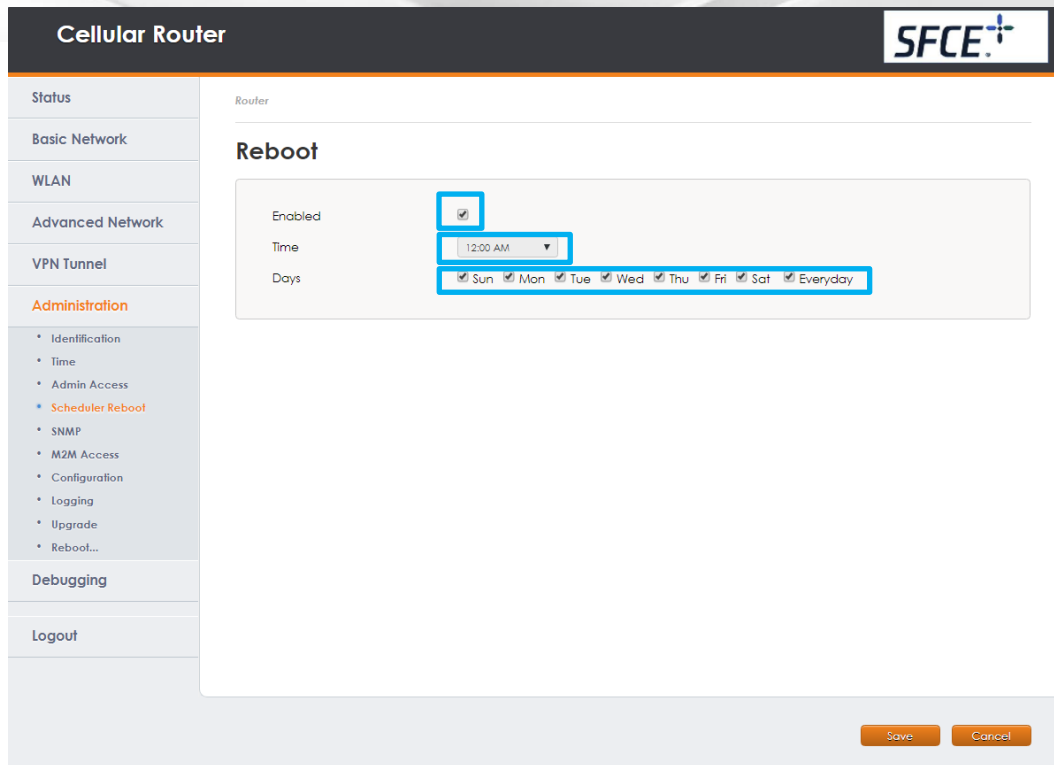 Cellular Router
SFCE
Status
Basic Network
WLAN
Advanced Network
VPN Tunnel
Administration
Identification
Time
Admin Access
Scheduler Reboot
SNMP
M2M Access
Configuration
Logging
Upgrade
Reboot...
Debugging
Logout
Router
Reboot
Enabled
Time 12:00 AM
Days Sun Mon Tue Wed Thu Fri Sat Everyday
Save Cancel